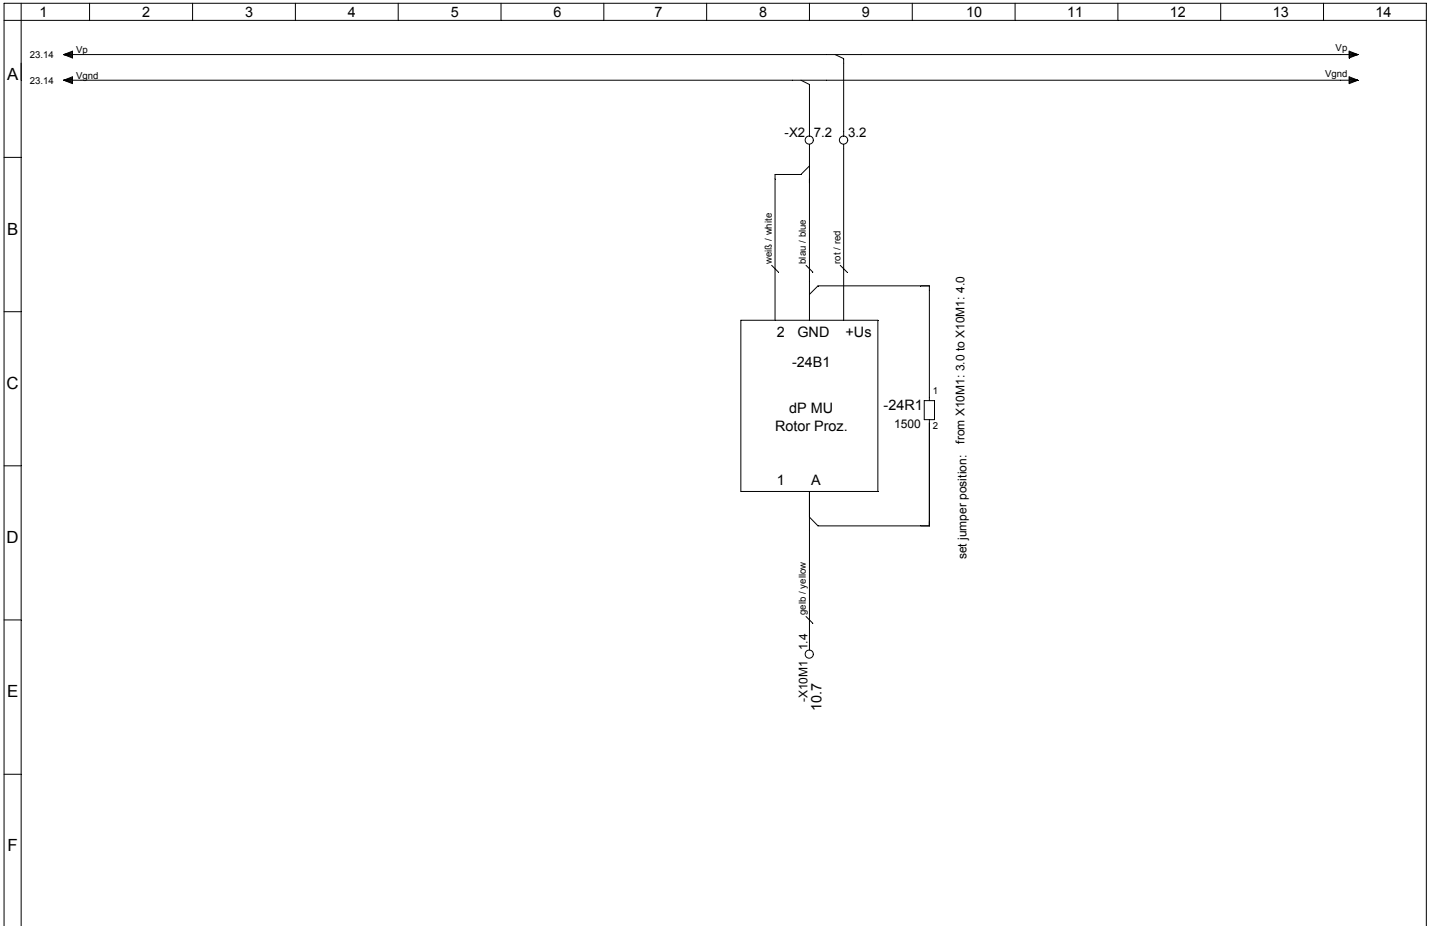 1 2 3 4 5 6 7 8 9 10 11 12 13 14
23.14 Vp Vp
A
23.14 Vgnd Vgnd
-X2 7.2 3.2
B
weiß / white
blau / blue
rot / red
2 GND +Us
-24B1
C
dP MU
Rotor Proz.
1 A
1
-24R1
1500
2
set jumper position: from X10M1: 3.0 to X10M1: 4.0
D
gelb / yellow
1.4
-X10M1
10.7
E
F